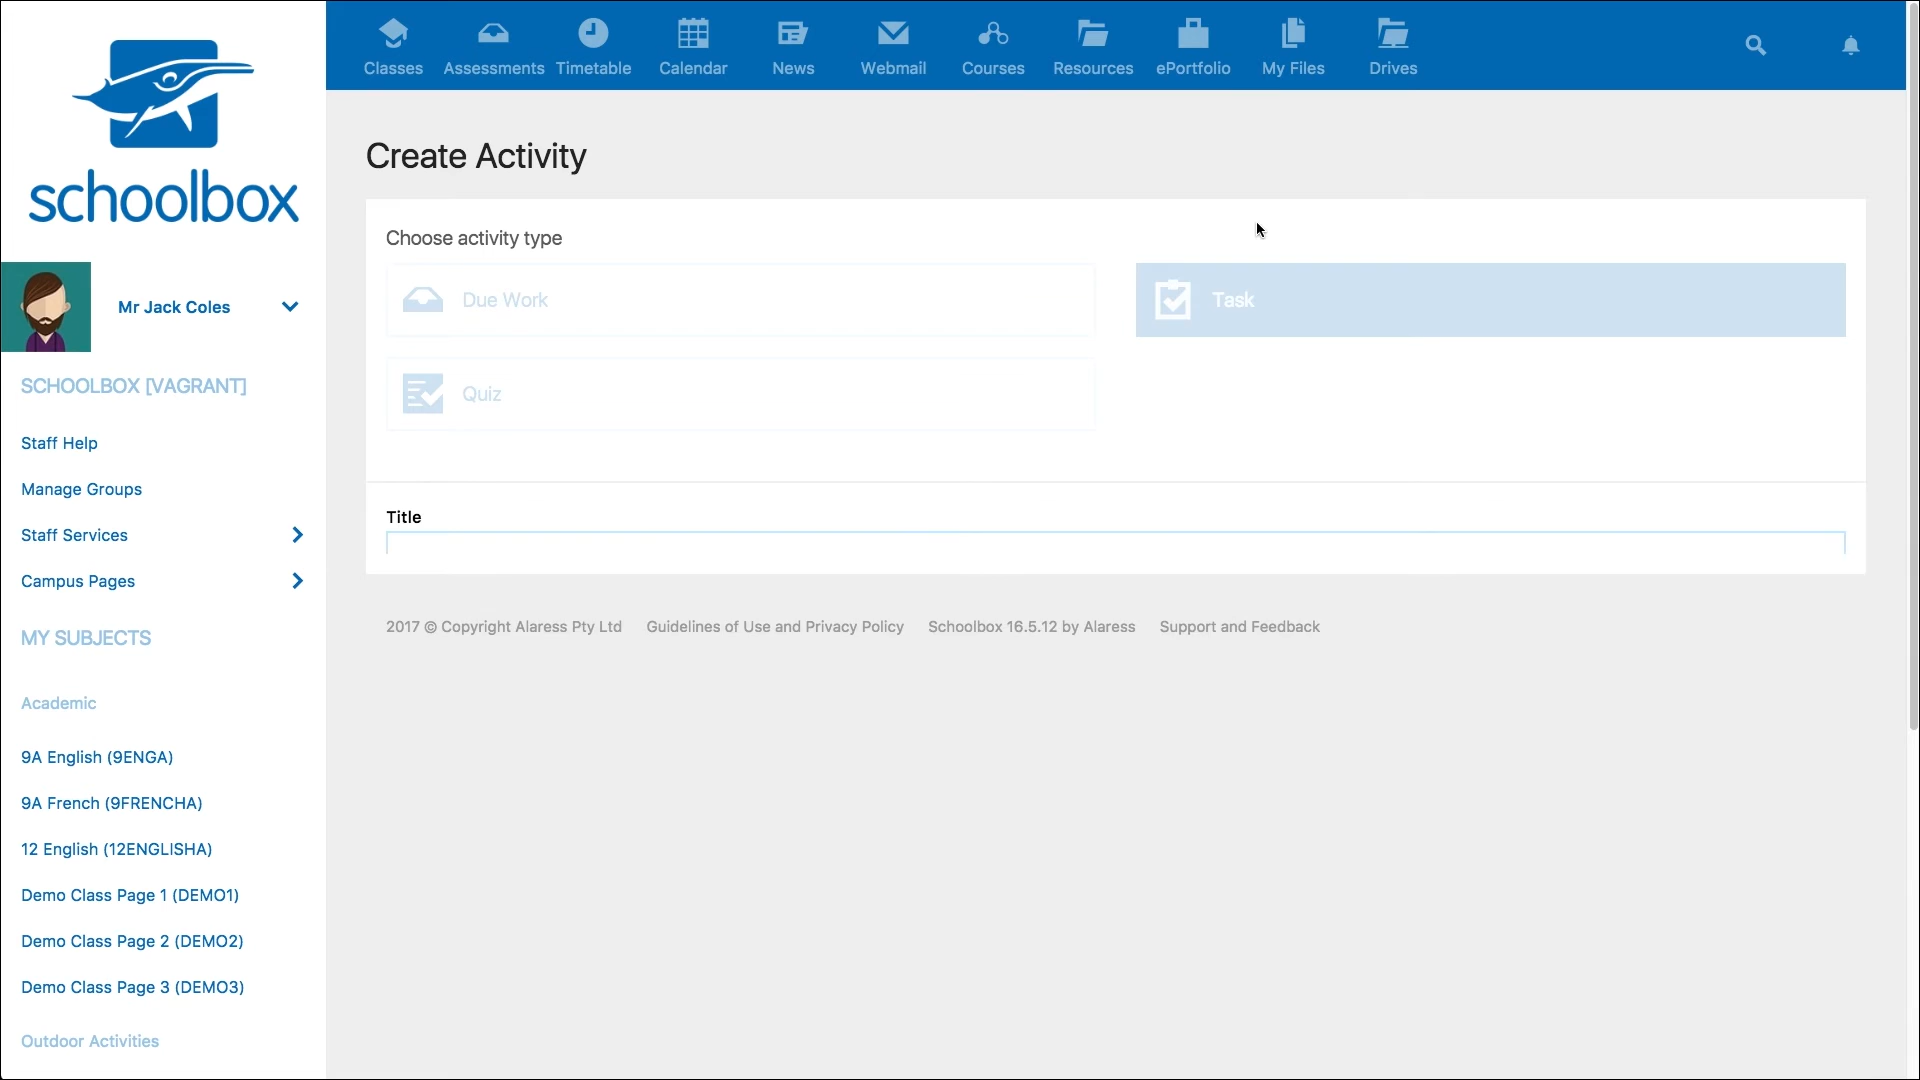 schoolbox
Mr Jack Coles
SCHOOLBOX [VAGRANT]
Staff Help
Manage Groups
Staff Services
Campus Pages
MY SUBJECTS
Academic
9A English (9ENGA)
9A French (9FRENCHA)
12 English (12ENGLISHA)
Demo Class Page 1 (DEMO1)
Demo Class Page 2 (DEMO2)
Demo Class Page 3 (DEMO3)
Outdoor Activities
Classes Assessments Timetable Calendar News Webmail Courses Resources ePortfolio My Files Drives
Create Activity
Choose activity type
Due Work
Task
Quiz
Title
2017 © Copyright Alaress Pty Ltd Guidelines of Use and Privacy Policy Schoolbox 16.5.12 by Alaress Support and Feedback